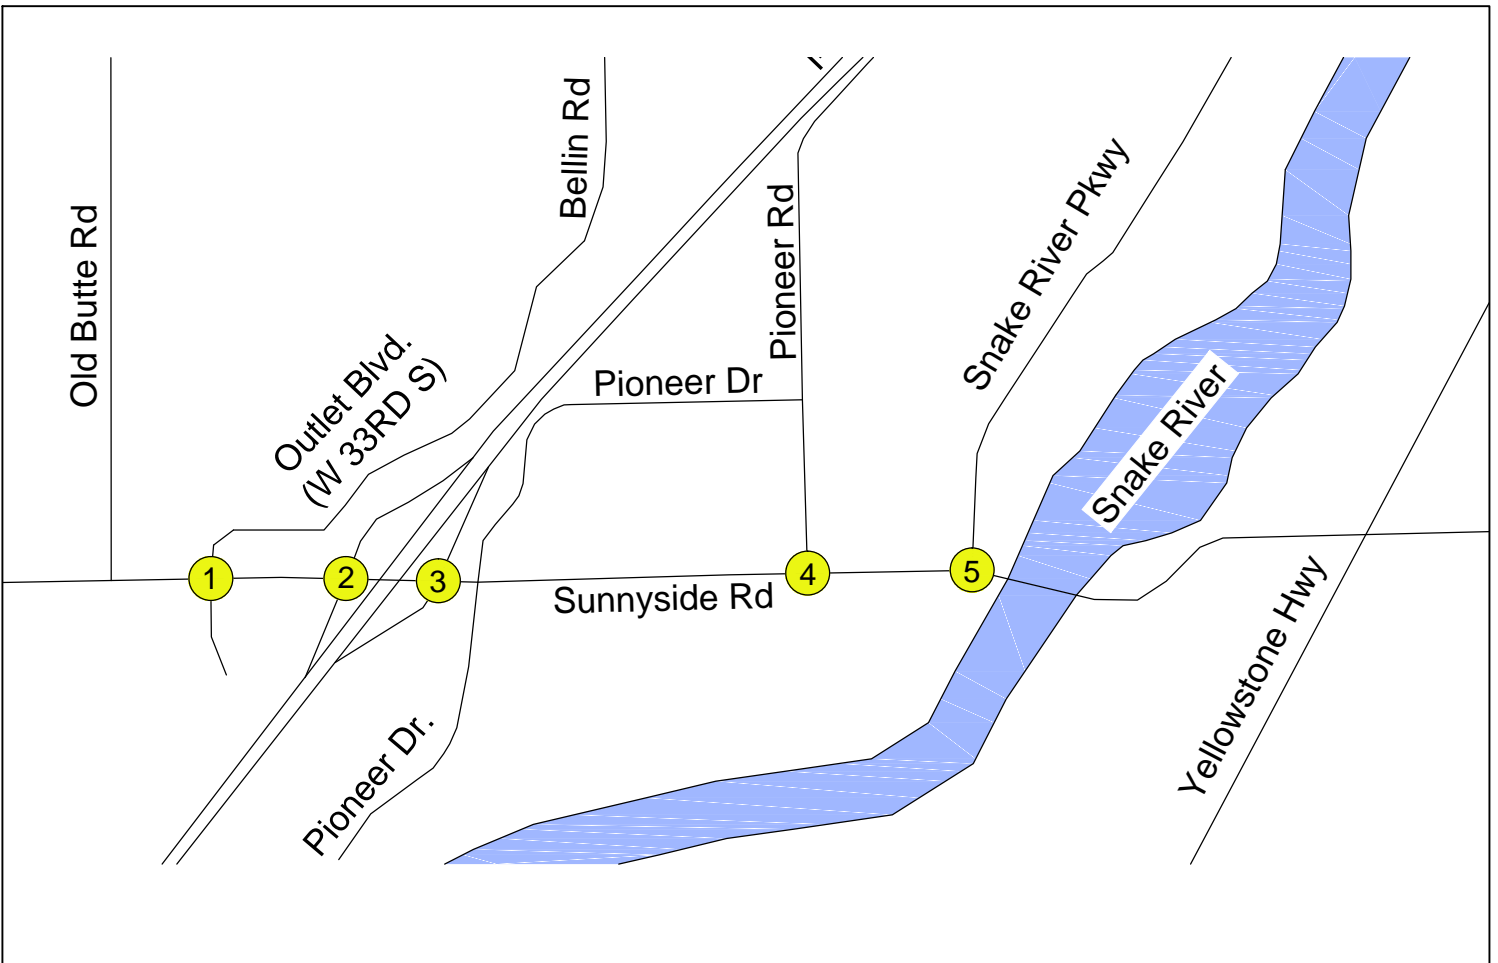 Old Butte Rd
Bellin Rd
Outlet Blvd.
(W 33RD S)
Pioneer Rd
Pioneer Dr
Snake River Pkwy
Snake River
1
2
3
4
5
Sunnyside Rd
Pioneer Dr.
Yellowstone Hwy